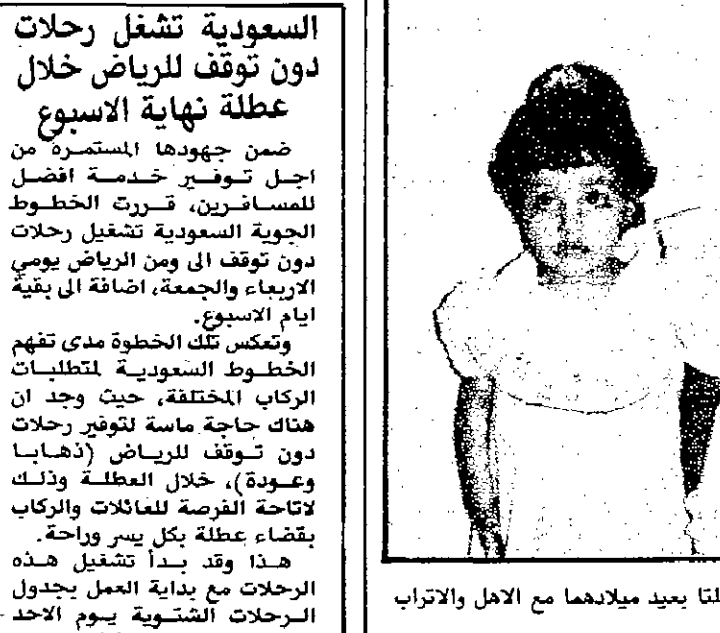 السعودية تشغل رحلات
دون توقف للرياض خلال
عطلة نهاية الاسبوع
ضمن جهودها المستمرة من
اجل توفير خدمة افضل
للمسافرين، قررت الخطوط
الجوية السعودية تشغيل رحلات
دون توقف الى ومن الرياض يومي
الاربعاء والجمعة، اضافة الى بقية
ايام الاسبوع.
وتعكس تلك الخطوة مدى تفهم
الخطوط السعودية لمتطلبات
الركاب المختلفة، حيث وجد ان
هناك حاجة ماسة لتوفير رحلات
دون توقف للرياض (ذهابا
وعودة)، خلال العطلة وذلك
لاتاحة الفرصة للعائلات والركاب
بقضاء عطلة بكل يسر وراحة.
هذا وقد بدأ تشغيل هذه
الرحلات مع بداية العمل بجدول
الرحلات الشتوية يوم الاحد
لتا بعيد ميلادهما مع الاهل والاتراب